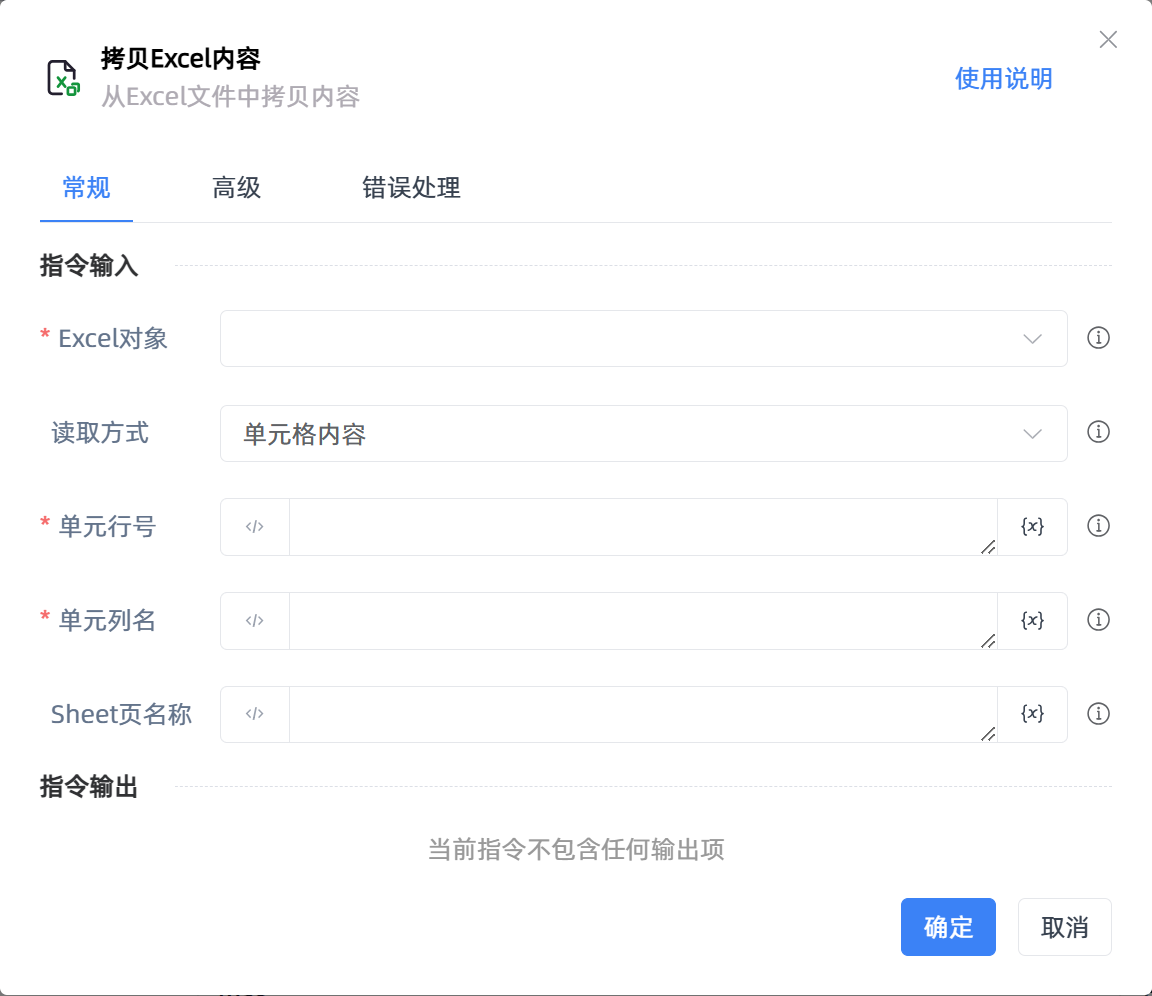 拷贝Excel内容
从Excel文件中拷贝内容
使用说明
常规 高级 错误处理
指令输入
* Excel对象
读取方式 单元格内容
* 单元行号 </> {x}
* 单元列名 </> {x}
Sheet页名称 </> {x}
指令输出
当前指令不包含任何输出项
确定 取消